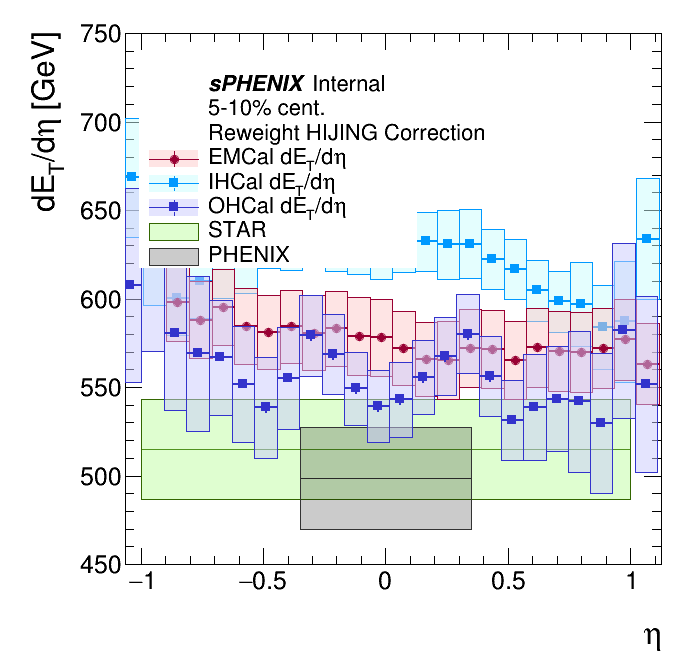 dE_T/dη [GeV]
750
700
650
600
550
500
450
sPHENIX Internal
5-10% cent.
Reweight HIJING Correction
EMCal dE_T/dη
IHCal dE_T/dη
OHCal dE_T/dη
STAR
PHENIX
−1 −0.5 0 0.5 1
η